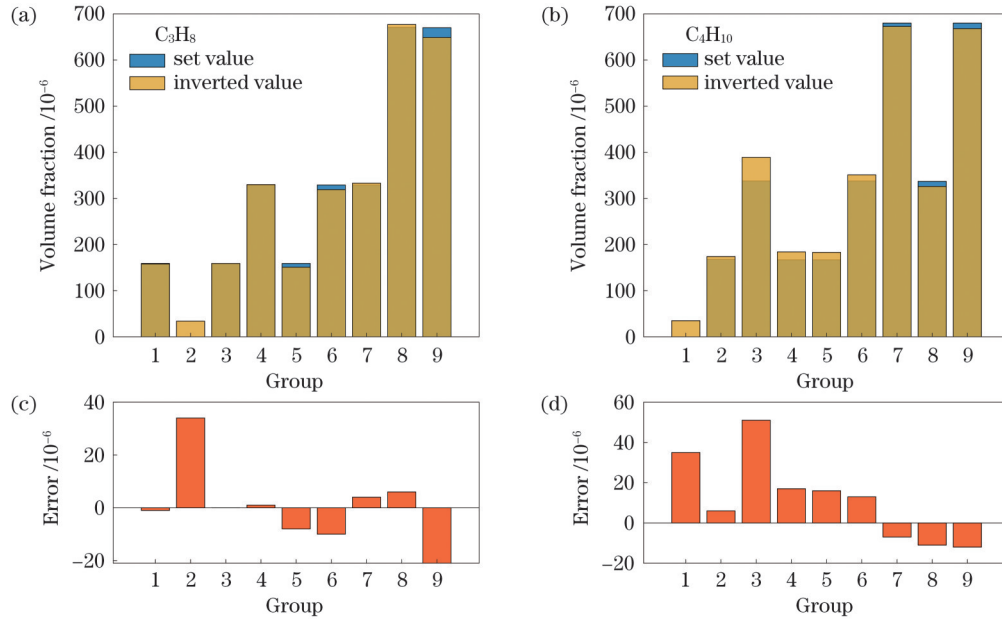 (a)
C₃H₈
set value
inverted value
700
600
500
400
300
200
100
0
Volume fraction /10⁻⁶
1 2 3 4 5 6 7 8 9
Group
(b)
C₄H₁₀
set value
inverted value
700
600
500
400
300
200
100
0
Volume fraction /10⁻⁶
1 2 3 4 5 6 7 8 9
Group
(c)
40
20
0
−20
Error /10⁻⁶
1 2 3 4 5 6 7 8 9
Group
(d)
60
40
20
0
−20
Error /10⁻⁶
1 2 3 4 5 6 7 8 9
Group